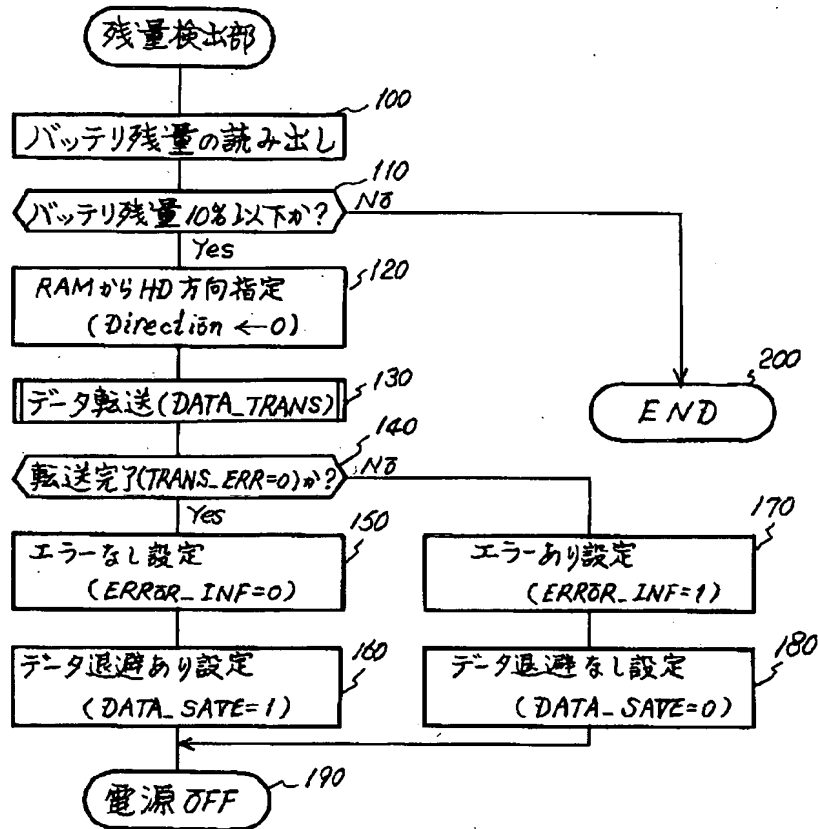 残量検出部
100
バッテリ残量の読み出し
110
バッテリ残量10%以下か?
No
Yes
120
RAMからHD方向指定
(Direction ←0)
130
データ転送(DATA_TRANS)
200
END
140
転送完了(TRANS_ERR=0)か?
No
Yes
150
エラーなし設定
(ERROR_INF=0)
170
エラーあり設定
(ERROR_INF=1)
160
データ退避あり設定
(DATA_SAVE=1)
180
データ退避なし設定
(DATA_SAVE=0)
190
電源OFF